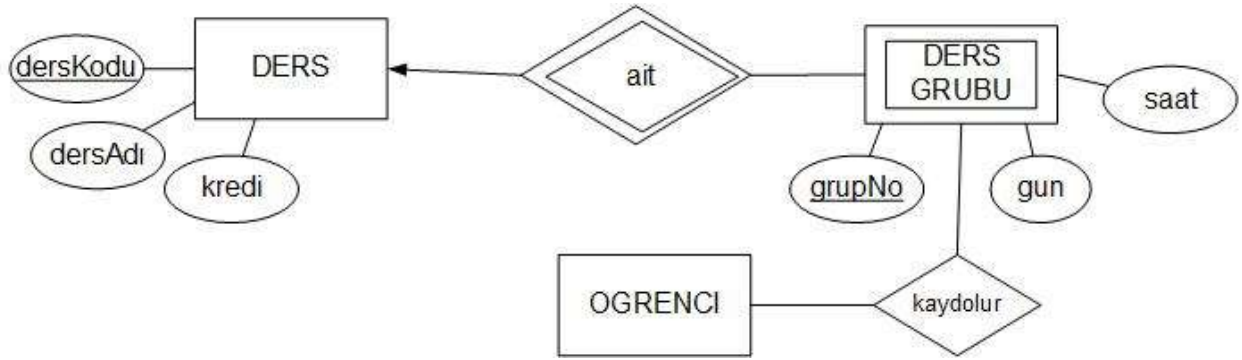 dersKodu
DERS
ait
DERS
GRUBU
saat
dersAdı
kredi
grupNo
gun
OGRENCI
kaydolur